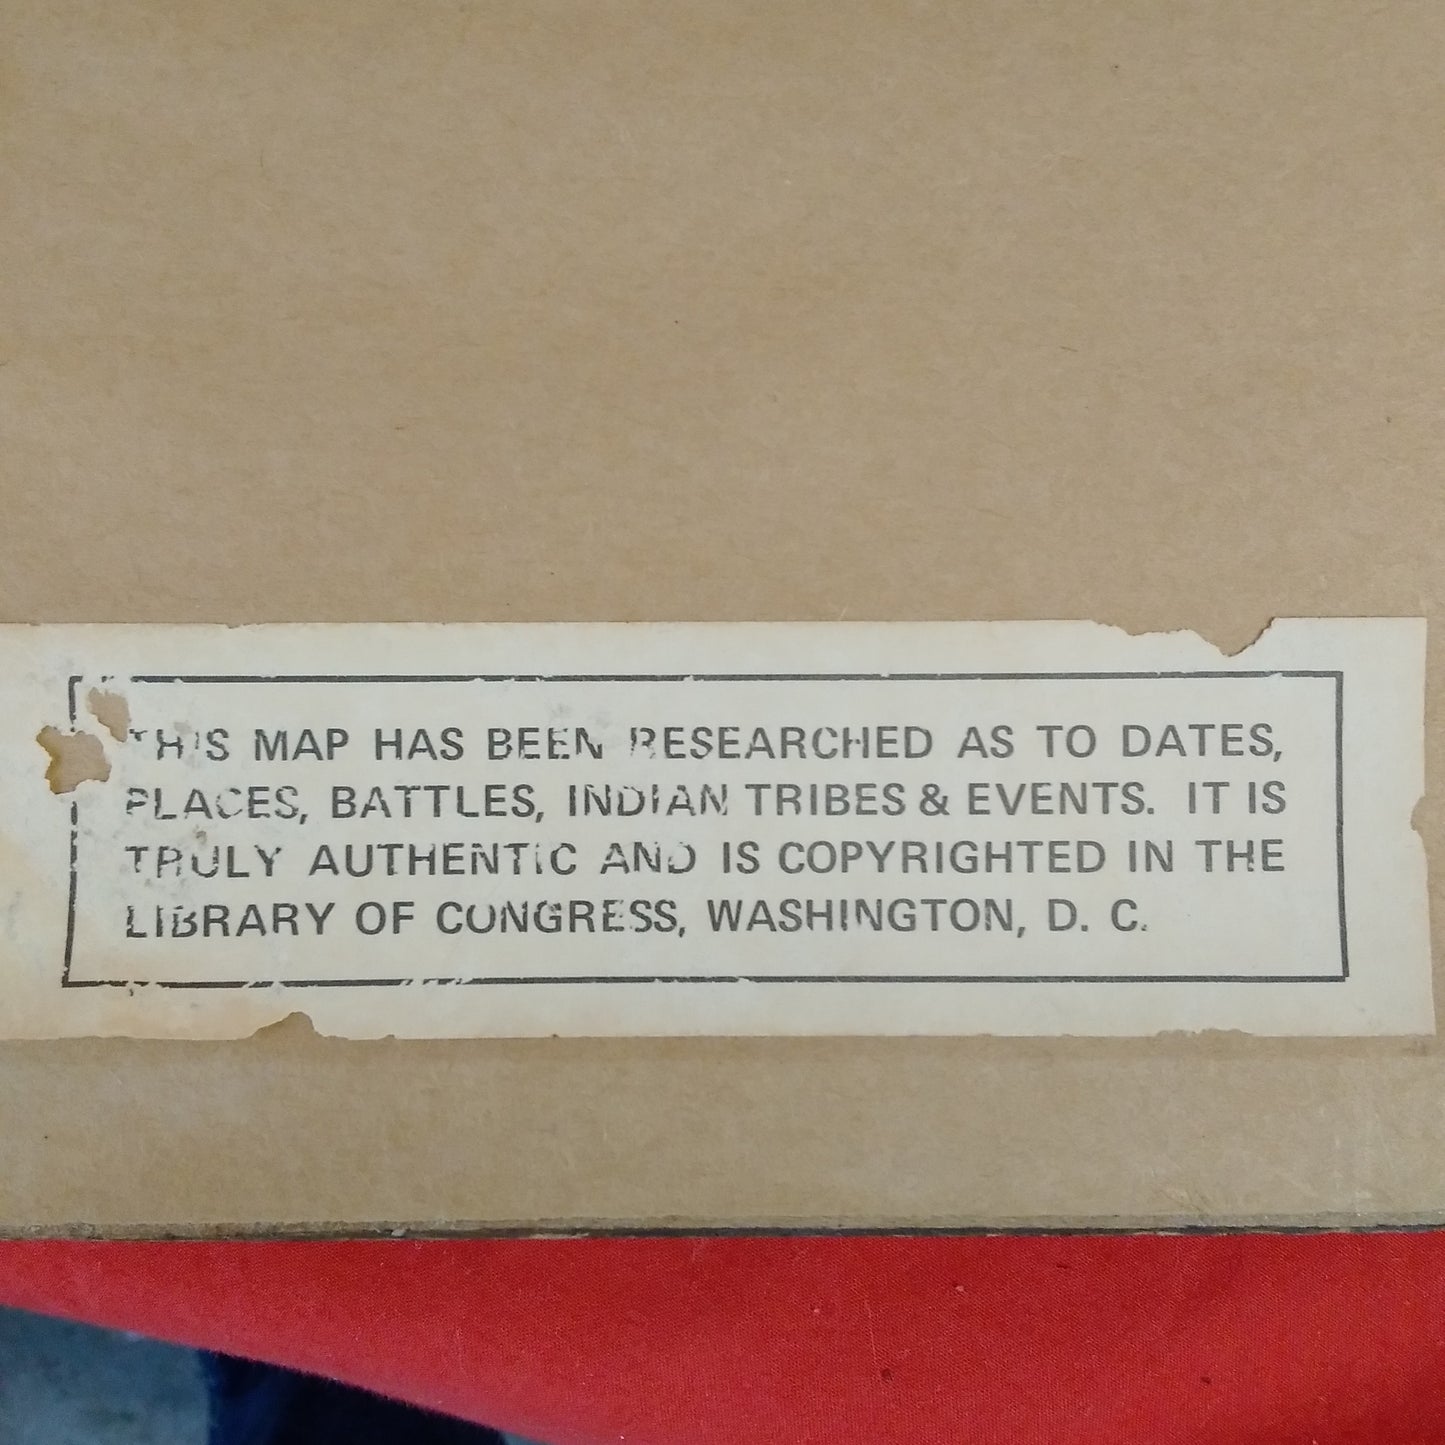 THIS MAP HAS BEEN RESEARCHED AS TO DATES,
PLACES, BATTLES, INDIAN TRIBES & EVENTS. IT IS
TRULY AUTHENTIC AND IS COPYRIGHTED IN THE
LIBRARY OF CONGRESS, WASHINGTON, D. C.